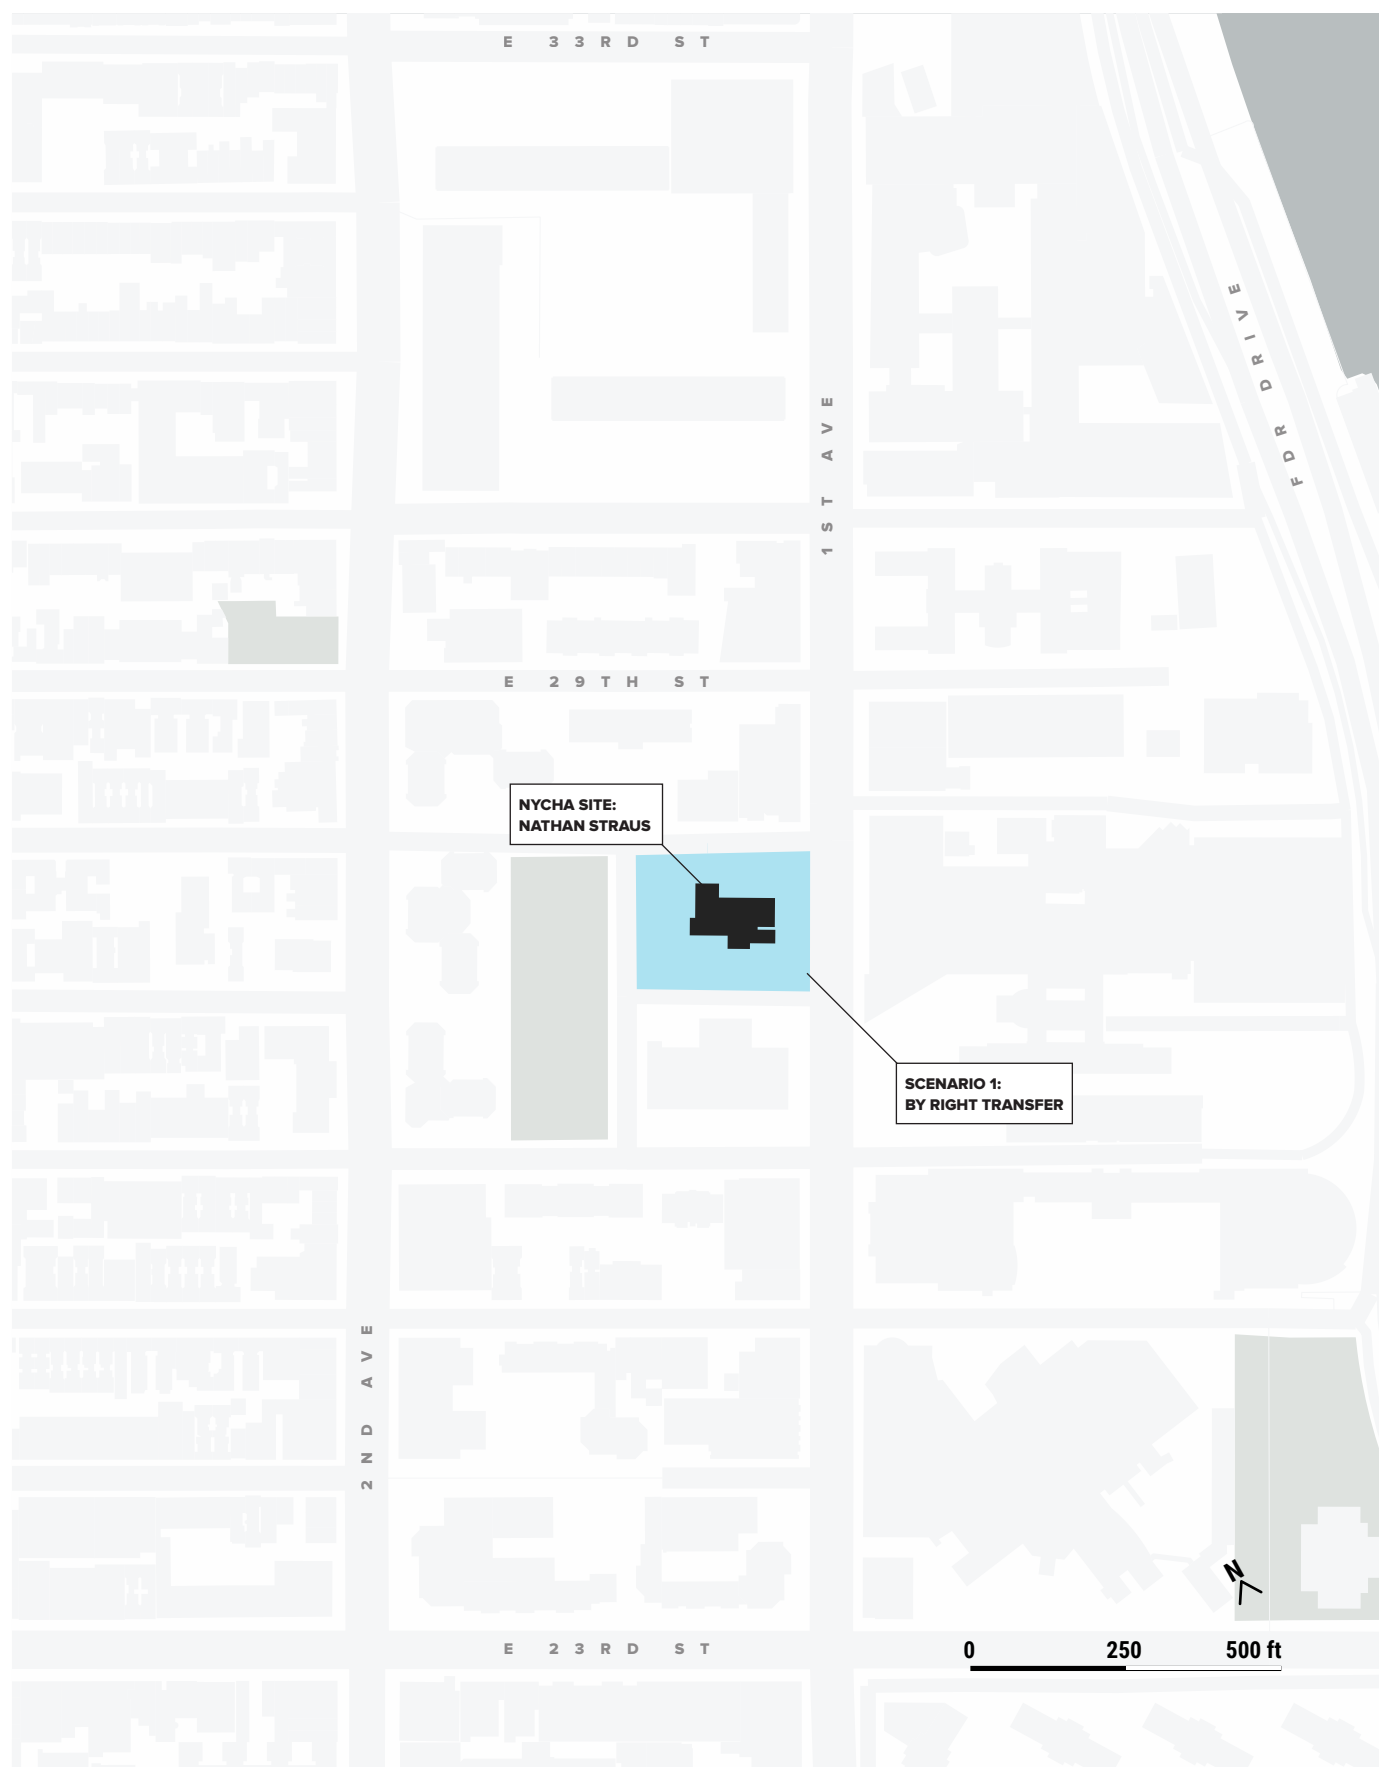 E 33RD ST
FDR DRIVE
1ST AVE
E 29TH ST
NYCHA SITE:
NATHAN STRAUS
SCENARIO 1:
BY RIGHT TRANSFER
2ND AVE
N
E 23RD ST
0 250 500 ft